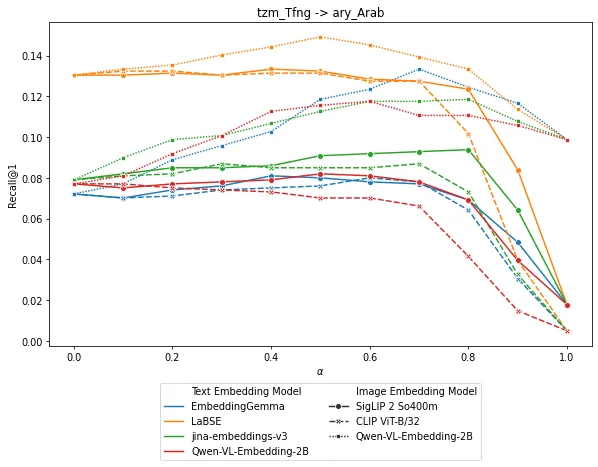 tzm_Tfng -> ary_Arab
Recall@1
0.14
0.12
0.10
0.08
0.06
0.04
0.02
0.00
0.0 0.2 0.4 0.6 0.8 1.0
α
Text Embedding Model Image Embedding Model
EmbeddingGemma SigLIP 2 So400m
LaBSE CLIP ViT-B/32
jina-embeddings-v3 Qwen-VL-Embedding-2B
Qwen-VL-Embedding-2B